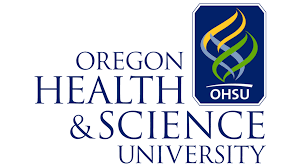 OREGON
HEALTH
OHSU
& SCIENCE
UNIVERSITY